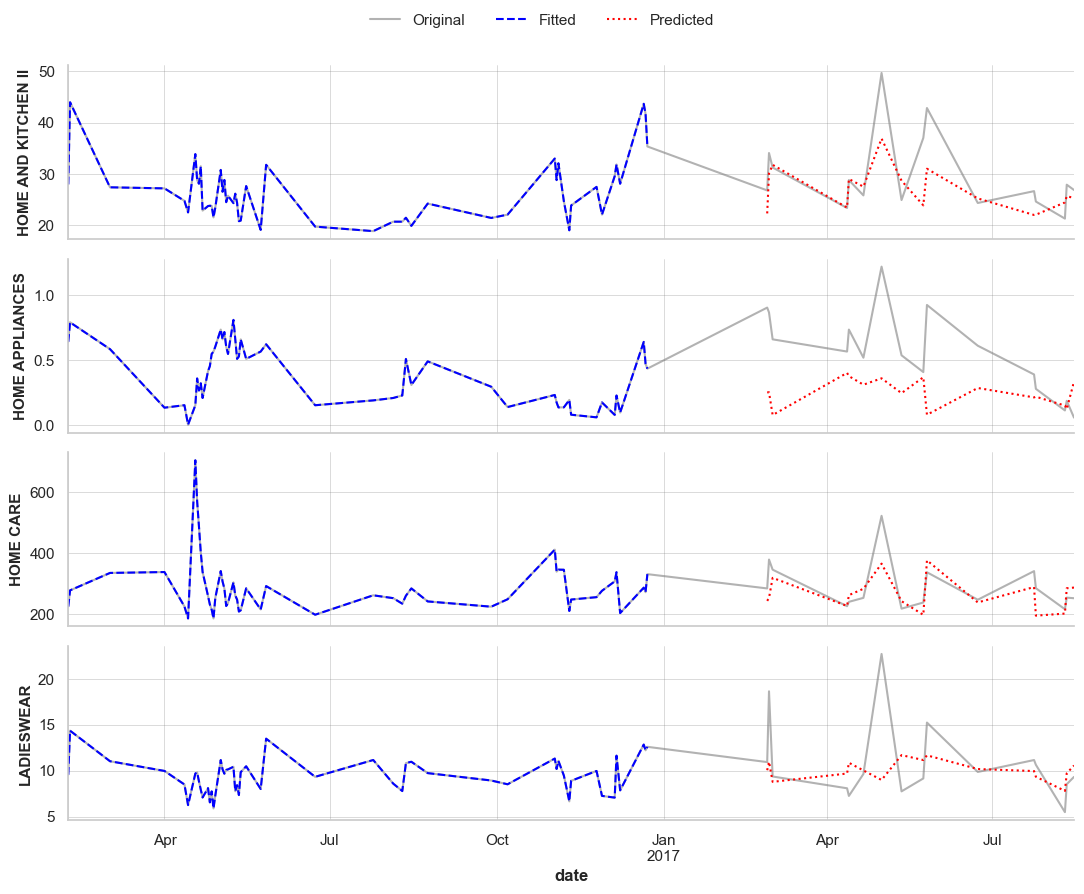 Original Fitted Predicted
HOME AND KITCHEN II
50
40
30
20
HOME APPLIANCES
1.0
0.5
0.0
HOME CARE
600
400
200
LADIESWEAR
20
15
10
5
Apr Jul Oct Jan Apr Jul
2017
date